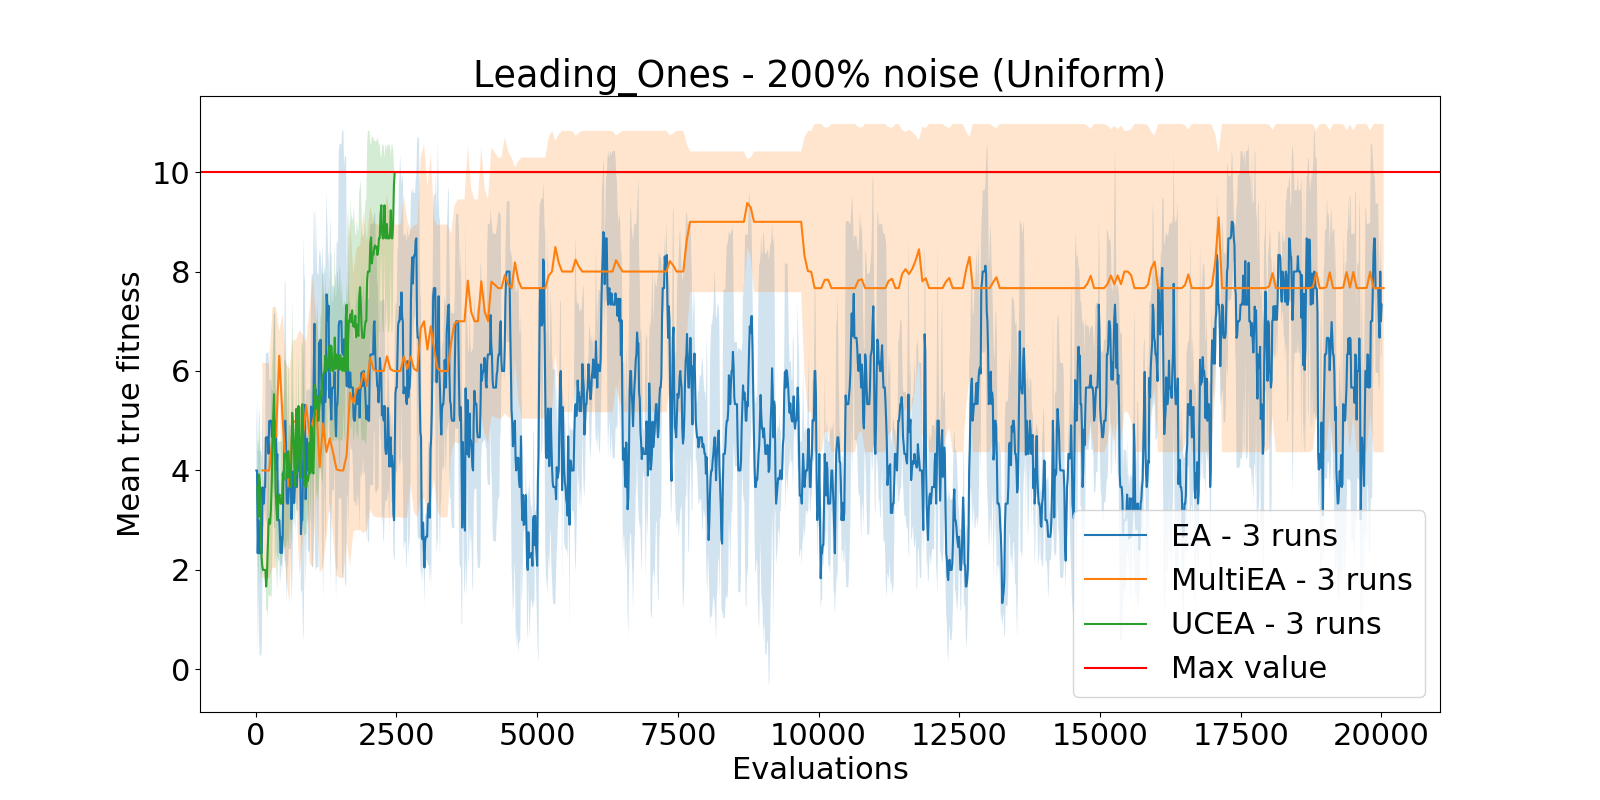 Leading_Ones - 200% noise (Uniform)
Mean true fitness
10
8
6
4
2
0
EA - 3 runs
MultiEA - 3 runs
UCEA - 3 runs
Max value
0 2500 5000 7500 10000 12500 15000 17500 20000
Evaluations